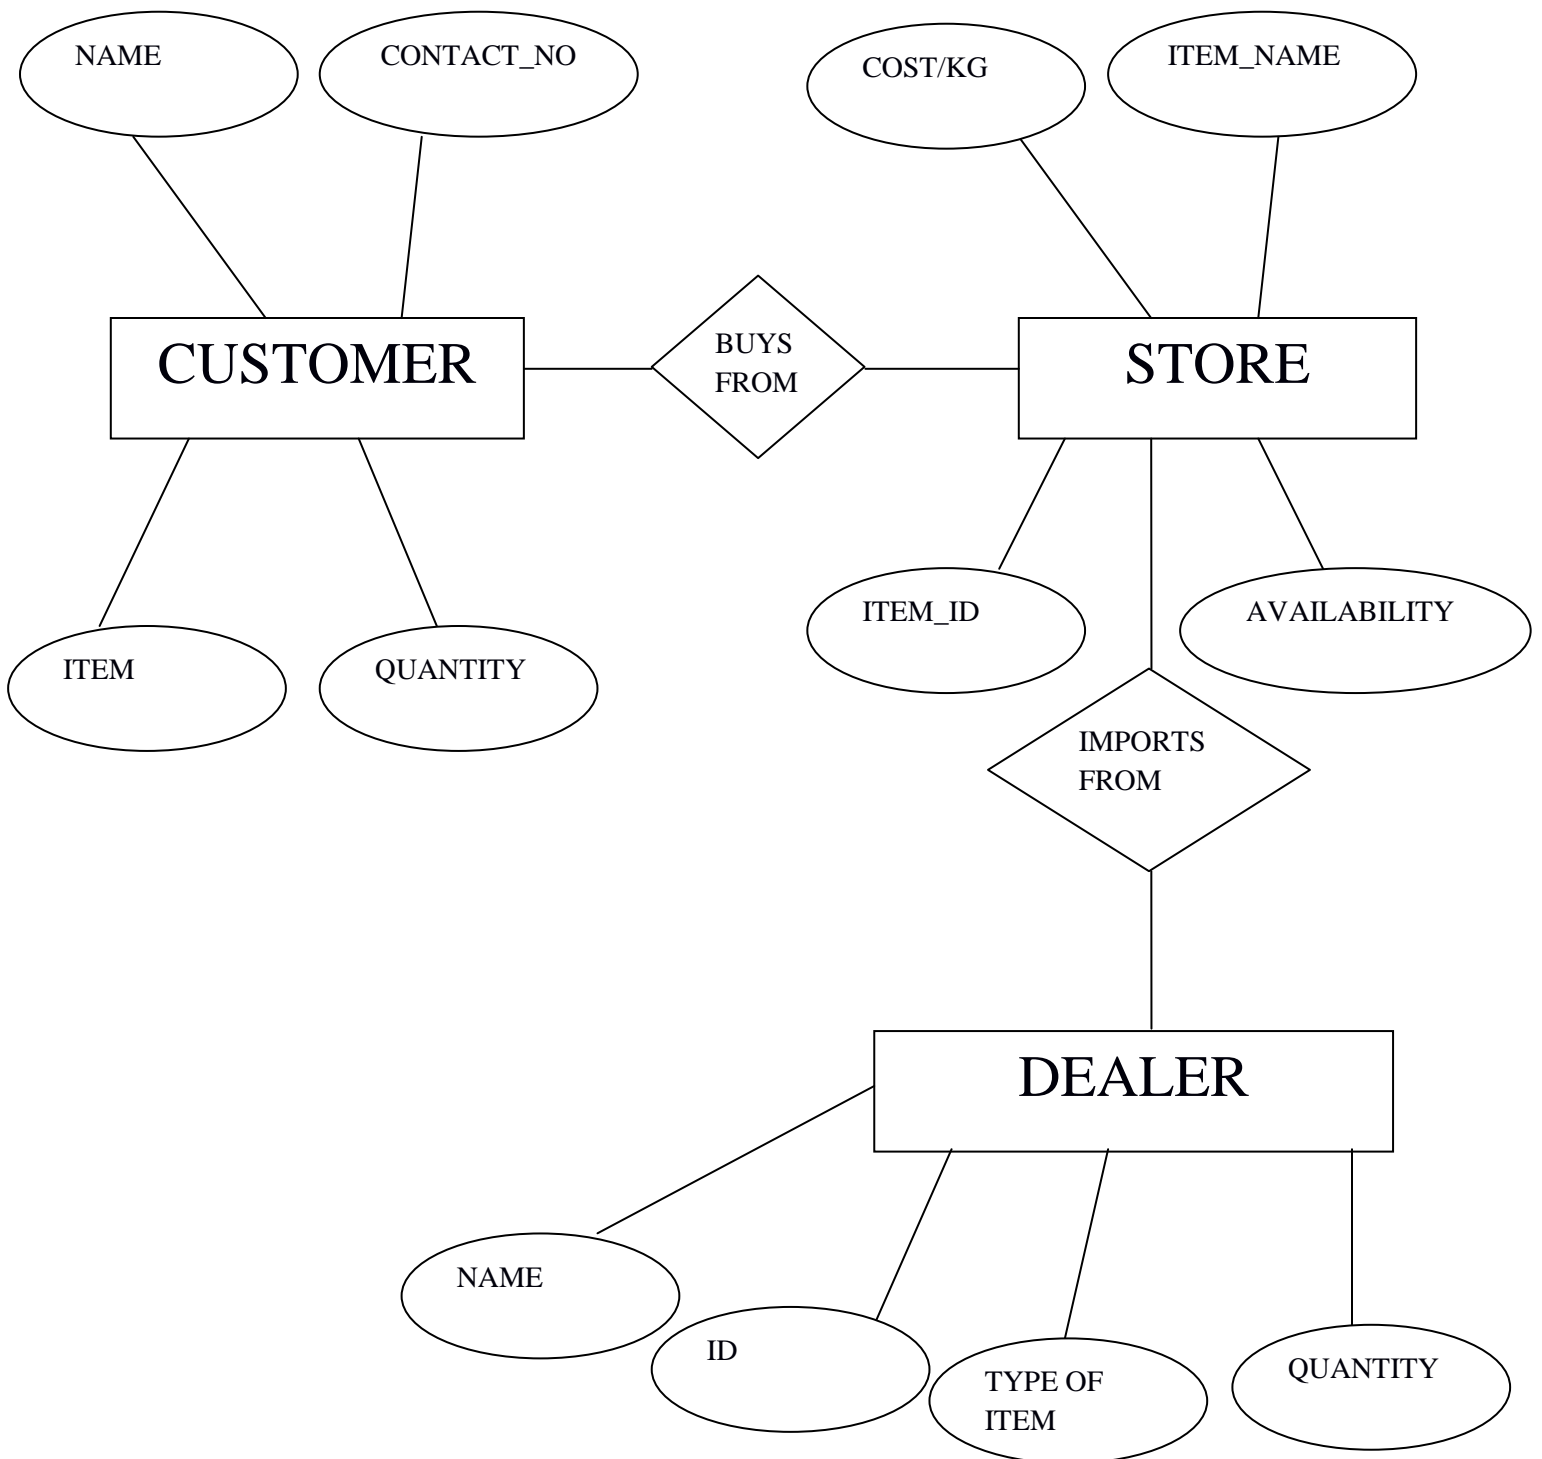 NAME
CONTACT_NO
COST/KG
ITEM_NAME
CUSTOMER
BUYS
FROM
STORE
ITEM
QUANTITY
ITEM_ID
AVAILABILITY
IMPORTS
FROM
DEALER
NAME
ID
TYPE OF
ITEM
QUANTITY